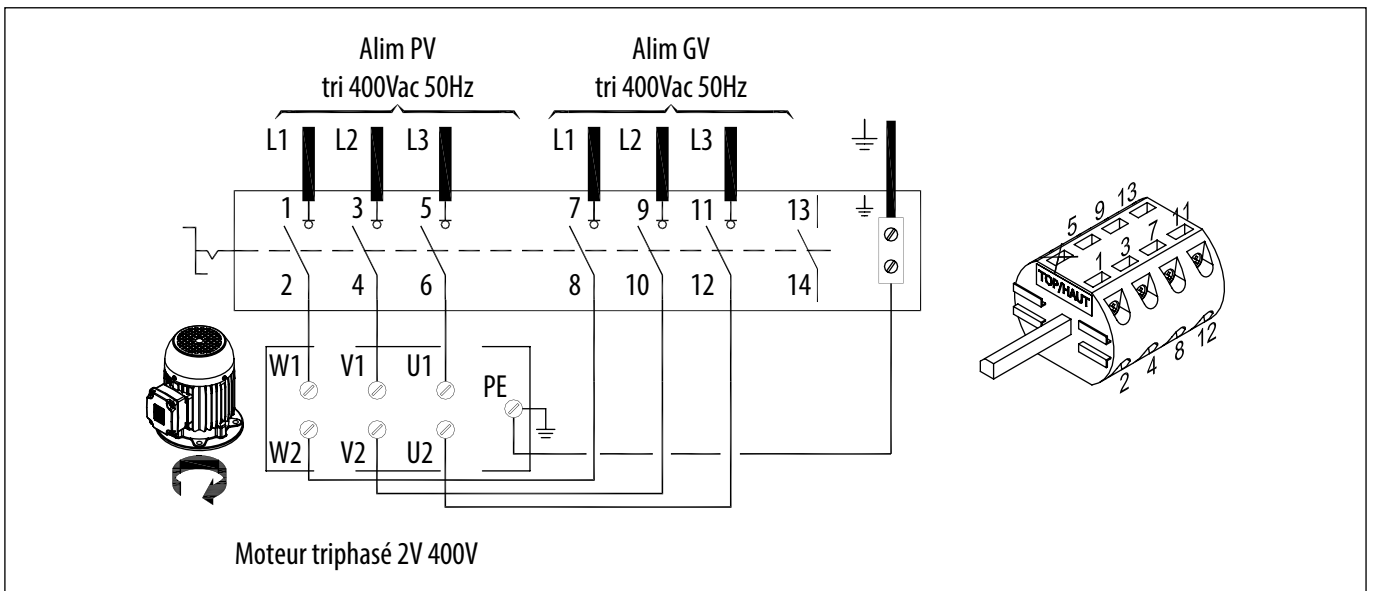 Alim PV
tri 400Vac 50Hz
Alim GV
tri 400Vac 50Hz
L1 L2 L3 L1 L2 L3
1 3 5 7 9 11 13
2 4 6 8 10 12 14
W1 V1 U1 PE
W2 V2 U2
Moteur triphasé 2V 400V
5 9 13
1 3 7 11
TOP/HAUT
2 4 8 12